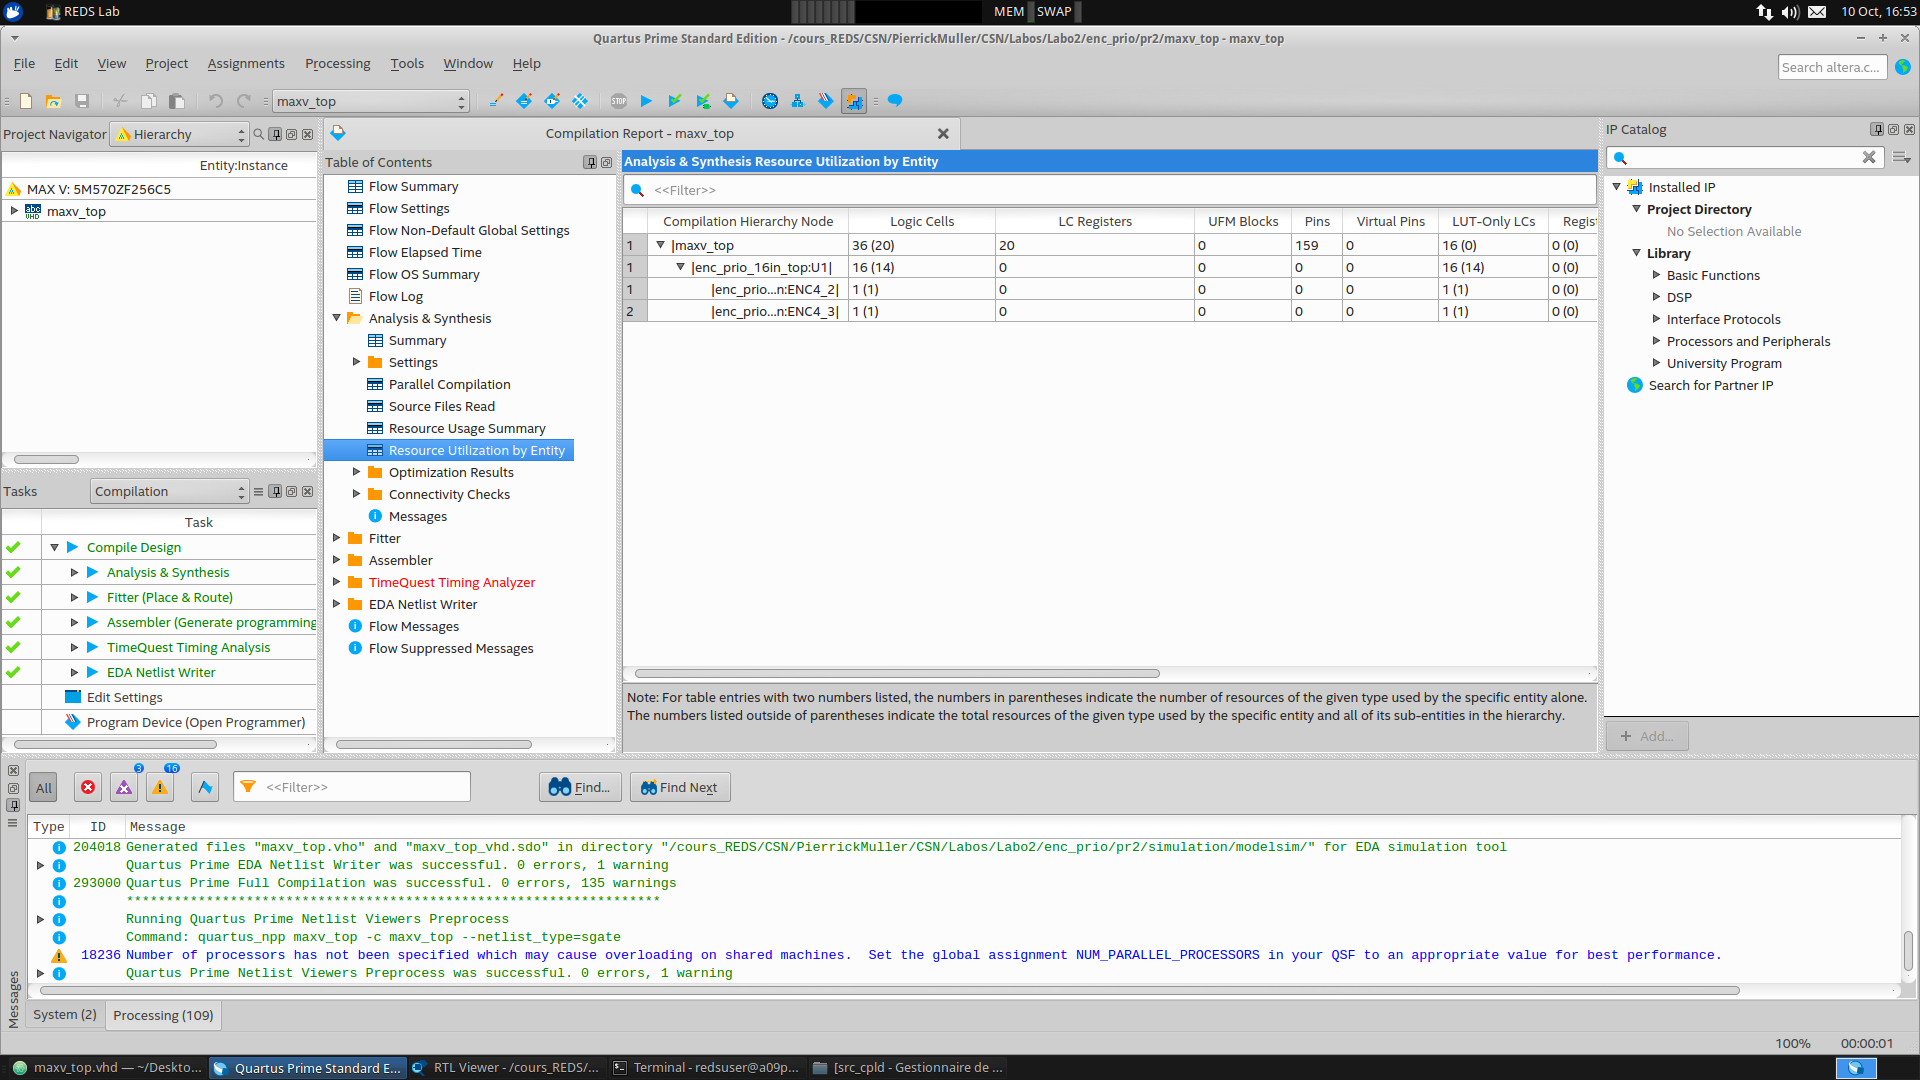 REDS Lab
MEM SWAP
10 Oct, 16:53
Quartus Prime Standard Edition - /cours_REDS/CSN/PierrickMuller/CSN/Labos/Labo2/enc_prio/pr2/maxv_top - maxv_top
File Edit View Project Assignments Processing Tools Window Help
Search altera.c...
maxv_top
STOP
Project Navigator Hierarchy
Entity:Instance
MAX V: 5M570ZF256C5
maxv_top
Tasks Compilation
Task
Compile Design
Analysis & Synthesis
Fitter (Place & Route)
Assembler (Generate programming
TimeQuest Timing Analysis
EDA Netlist Writer
Edit Settings
Program Device (Open Programmer)
Compilation Report - maxv_top
Table of Contents
Flow Summary
Flow Settings
Flow Non-Default Global Settings
Flow Elapsed Time
Flow OS Summary
Flow Log
Analysis & Synthesis
Summary
Settings
Parallel Compilation
Source Files Read
Resource Usage Summary
Resource Utilization by Entity
Optimization Results
Connectivity Checks
Messages
Fitter
Assembler
TimeQuest Timing Analyzer
EDA Netlist Writer
Flow Messages
Flow Suppressed Messages
Analysis & Synthesis Resource Utilization by Entity
<<Filter>>
Compilation Hierarchy Node Logic Cells LC Registers UFM Blocks Pins Virtual Pins LUT-Only LCs Regist
1 |maxv_top 36 (20) 20 0 159 0 16 (0) 0 (0)
1 |enc_prio_16in_top:U1| 16 (14) 0 0 0 0 16 (14) 0 (0)
1 |enc_prio...n:ENC4_2| 1 (1) 0 0 0 0 1 (1) 0 (0)
2 |enc_prio...n:ENC4_3| 1 (1) 0 0 0 0 1 (1) 0 (0)
Note: For table entries with two numbers listed, the numbers in parentheses indicate the number of resources of the given type used by the specific entity alone.
The numbers listed outside of parentheses indicate the total resources of the given type used by the specific entity and all of its sub-entities in the hierarchy.
IP Catalog
Installed IP
Project Directory
No Selection Available
Library
Basic Functions
DSP
Interface Protocols
Processors and Peripherals
University Program
Search for Partner IP
+ Add...
All 3 16 <<Filter>> Find... Find Next
Type ID Message
204018 Generated files "maxv_top.vho" and "maxv_top_vhd.sdo" in directory "/cours_REDS/CSN/PierrickMuller/CSN/Labos/Labo2/enc_prio/pr2/simulation/modelsim/" for EDA simulation tool
Quartus Prime EDA Netlist Writer was successful. 0 errors, 1 warning
293000 Quartus Prime Full Compilation was successful. 0 errors, 135 warnings
*******************************************************************
Running Quartus Prime Netlist Viewers Preprocess
Command: quartus_npp maxv_top -c maxv_top --netlist_type=sgate
18236 Number of processors has not been specified which may cause overloading on shared machines.  Set the global assignment NUM_PARALLEL_PROCESSORS in your QSF to an appropriate value for best performance.
Quartus Prime Netlist Viewers Preprocess was successful. 0 errors, 1 warning
Messages
System (2) Processing (109)
100% 00:00:01
maxv_top.vhd — ~/Deskto... Quartus Prime Standard E... RTL Viewer - /cours_REDS/... Terminal - redsuser@a09p... [src_cpld - Gestionnaire de ...